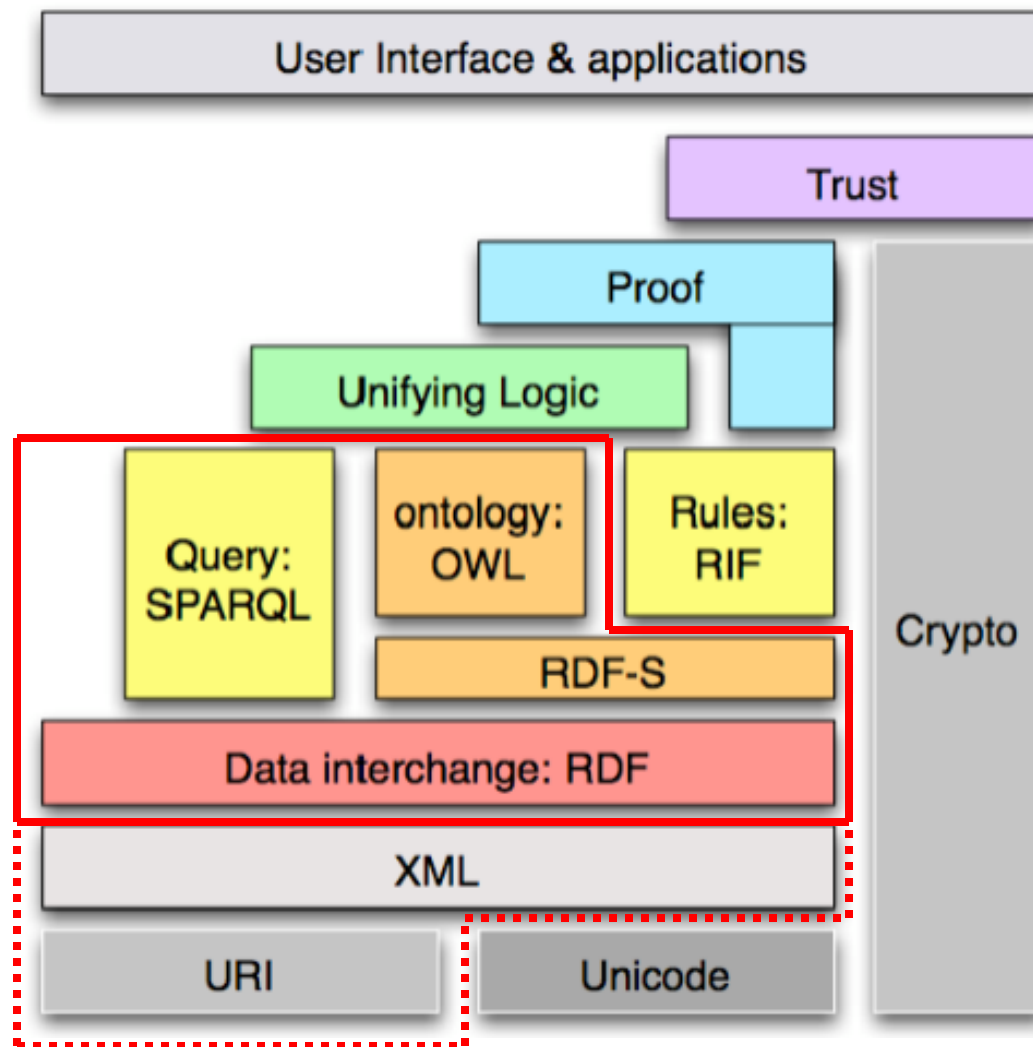 User Interface & applications
Trust
Proof
Unifying Logic
Query:
SPARQL
ontology:
OWL
Rules:
RIF
Crypto
RDF-S
Data interchange: RDF
XML
URI
Unicode